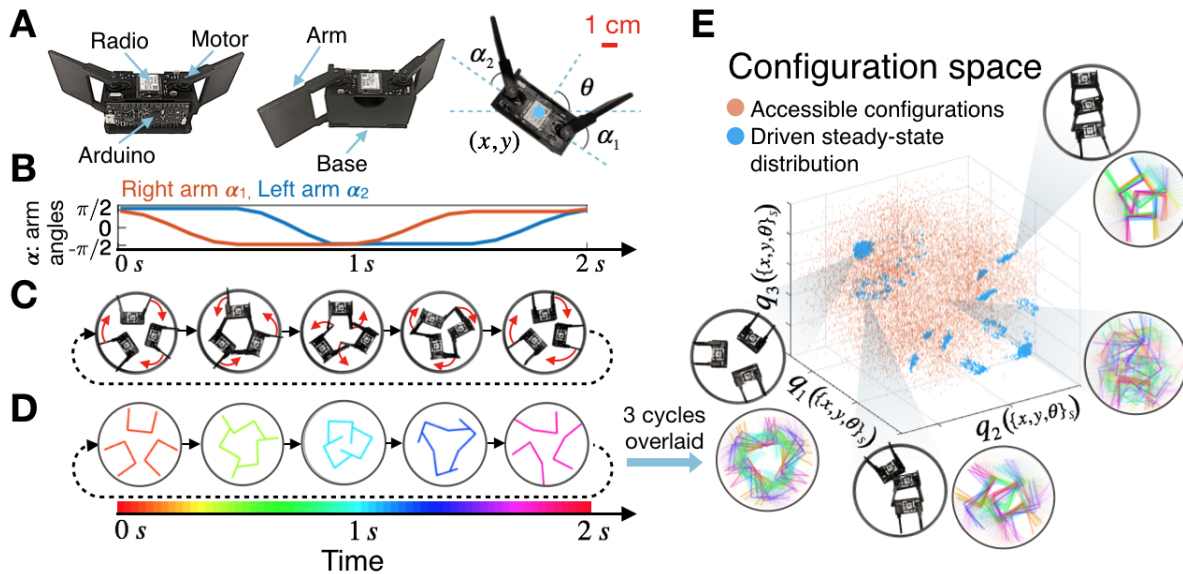 A
Radio
Motor
Arm
1 cm
α₂
θ
α₁
(x,y)
Arduino
Base
B
Right arm α₁, Left arm α₂
α: arm
angles
π/2
0
-π/2
0 s
1 s
2 s
C
D
3 cycles
overlaid
0 s
1 s
2 s
Time
E
Configuration space
Accessible configurations
Driven steady-state
distribution
q₃({x,y,θ}ₛ)
q₁({x,y,θ}ₛ)
q₂({x,y,θ}ₛ)